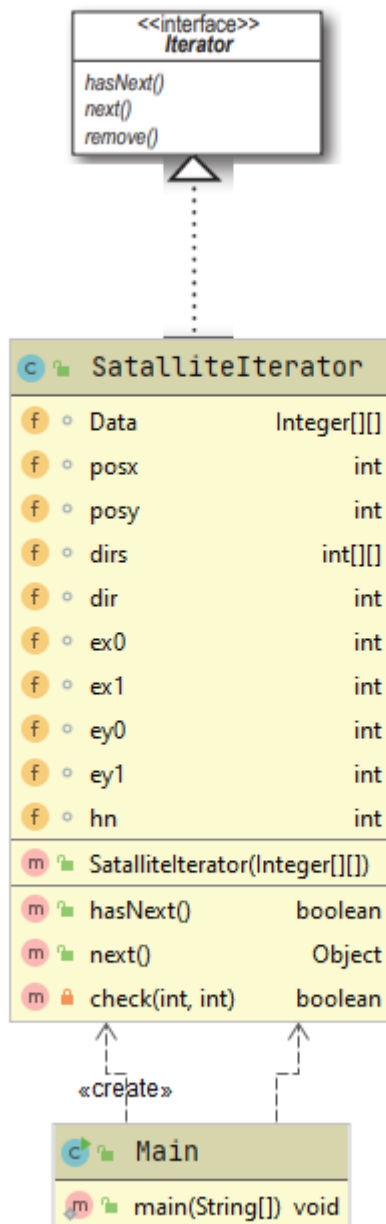 <<interface>>
Iterator
hasNext()
next()
remove()
SatalliteIterator
Data Integer[][]
posx int
posy int
dirs int[][]
dir int
ex0 int
ex1 int
ey0 int
ey1 int
hn int
SatalliteIterator(Integer[][])
hasNext() boolean
next() Object
check(int, int) boolean
«create»
Main
main(String[]) void